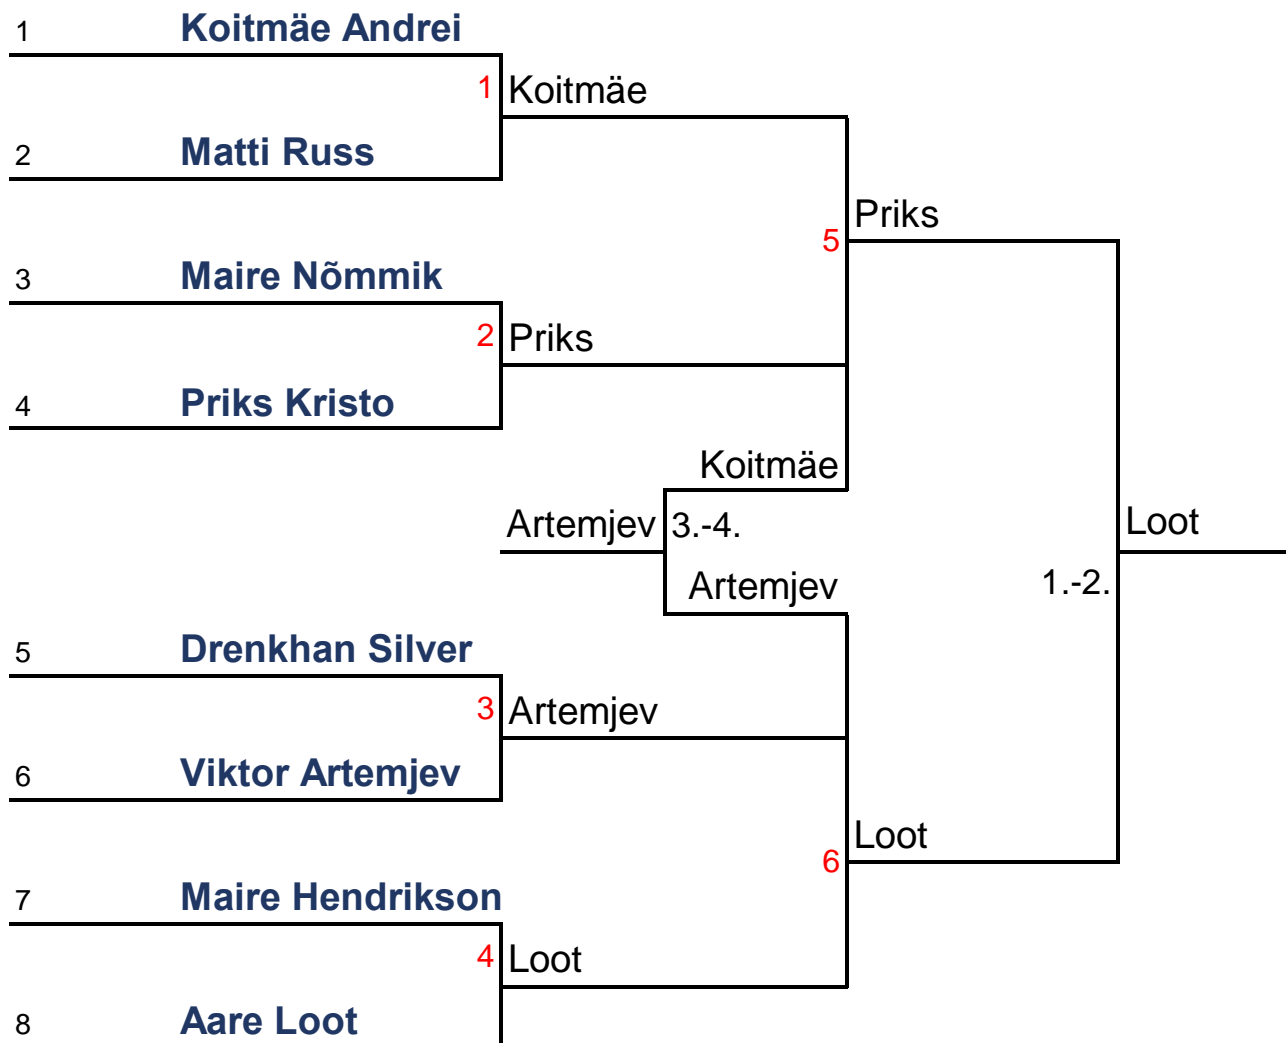 1 Koitmäe Andrei
1 Koitmäe
2 Matti Russ
Priks
5
3 Maire Nõmmik
2 Priks
4 Priks Kristo
Koitmäe
Artemjev 3.-4.
Loot
Artemjev
1.-2.
5 Drenkhan Silver
3 Artemjev
6 Viktor Artemjev
Loot
6
7 Maire Hendrikson
4 Loot
8 Aare Loot